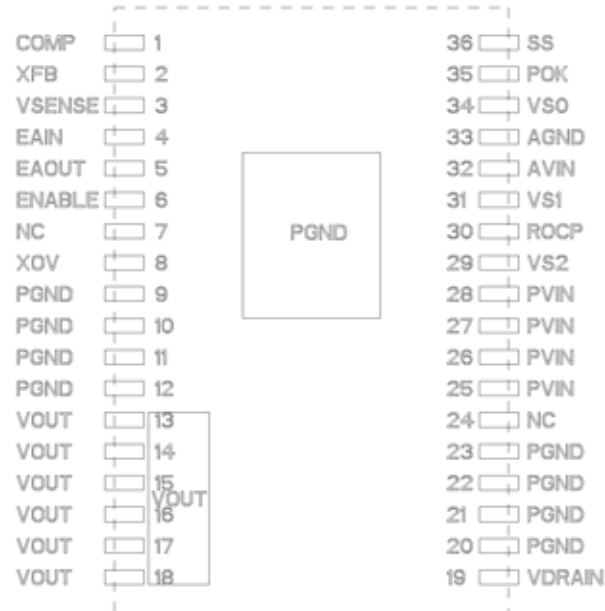 COMP 1 36 SS
XFB 2 35 POK
VSENSE 3 34 VS0
EAIN 4 33 AGND
EAOUT 5 32 AVIN
ENABLE 6 31 VS1
NC 7 PGND 30 ROCP
XOV 8 29 VS2
PGND 9 28 PVIN
PGND 10 27 PVIN
PGND 11 26 PVIN
PGND 12 25 PVIN
VOUT 13 24 NC
VOUT 14 23 PGND
VOUT 15 22 PGND
VOUT
VOUT 16 21 PGND
VOUT 17 20 PGND
VOUT 18 19 VDRAIN